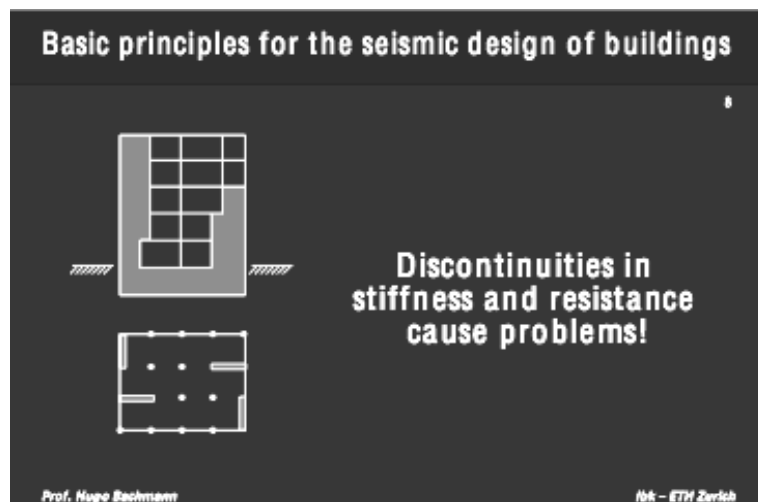 Basic principles for the seismic design of buildings
8
Discontinuities in
stiffness and resistance
cause problems!
Prof. Hugo Bachmann
ibk – ETH Zurich